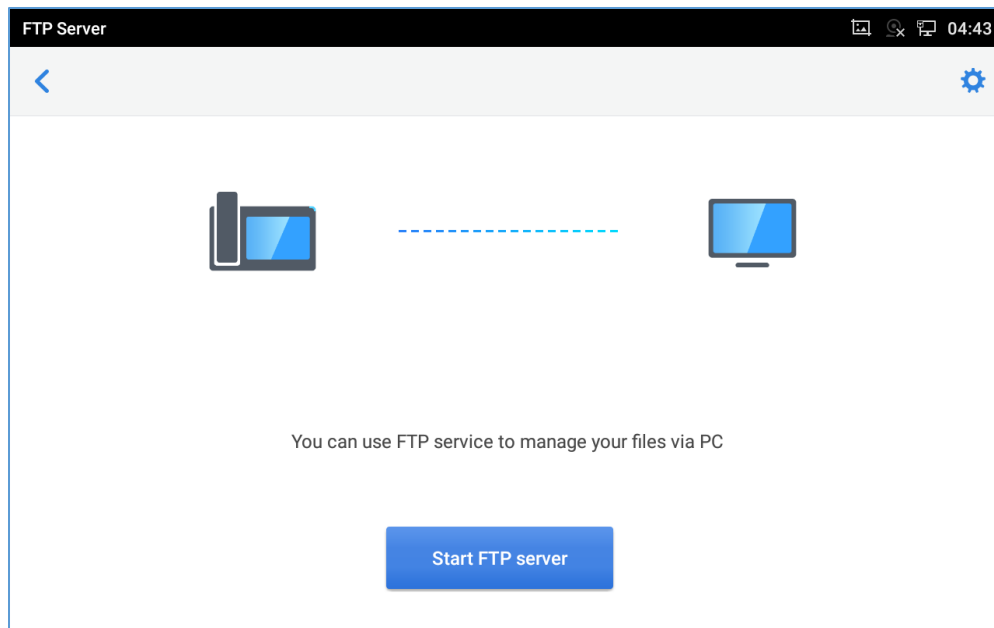 FTP Server
04:43
You can use FTP service to manage your files via PC
Start FTP server